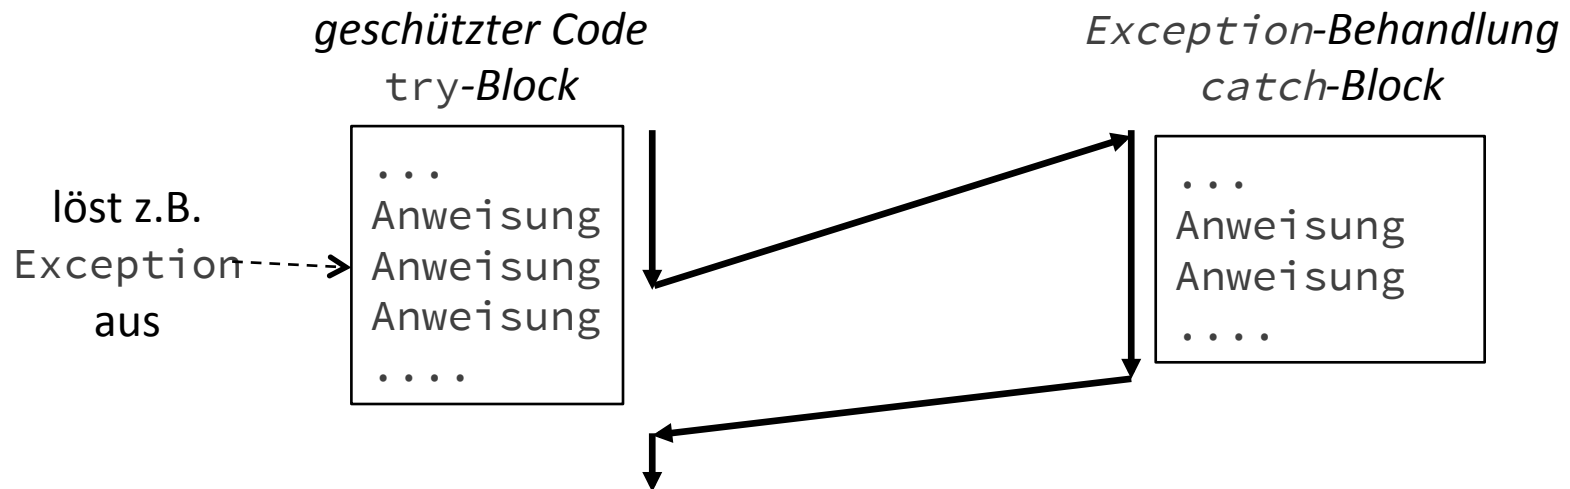 geschützter Code
try-Block
Exception-Behandlung
catch-Block
löst z.B.
Exception
aus
...
Anweisung
Anweisung
Anweisung
....
...
Anweisung
Anweisung
....